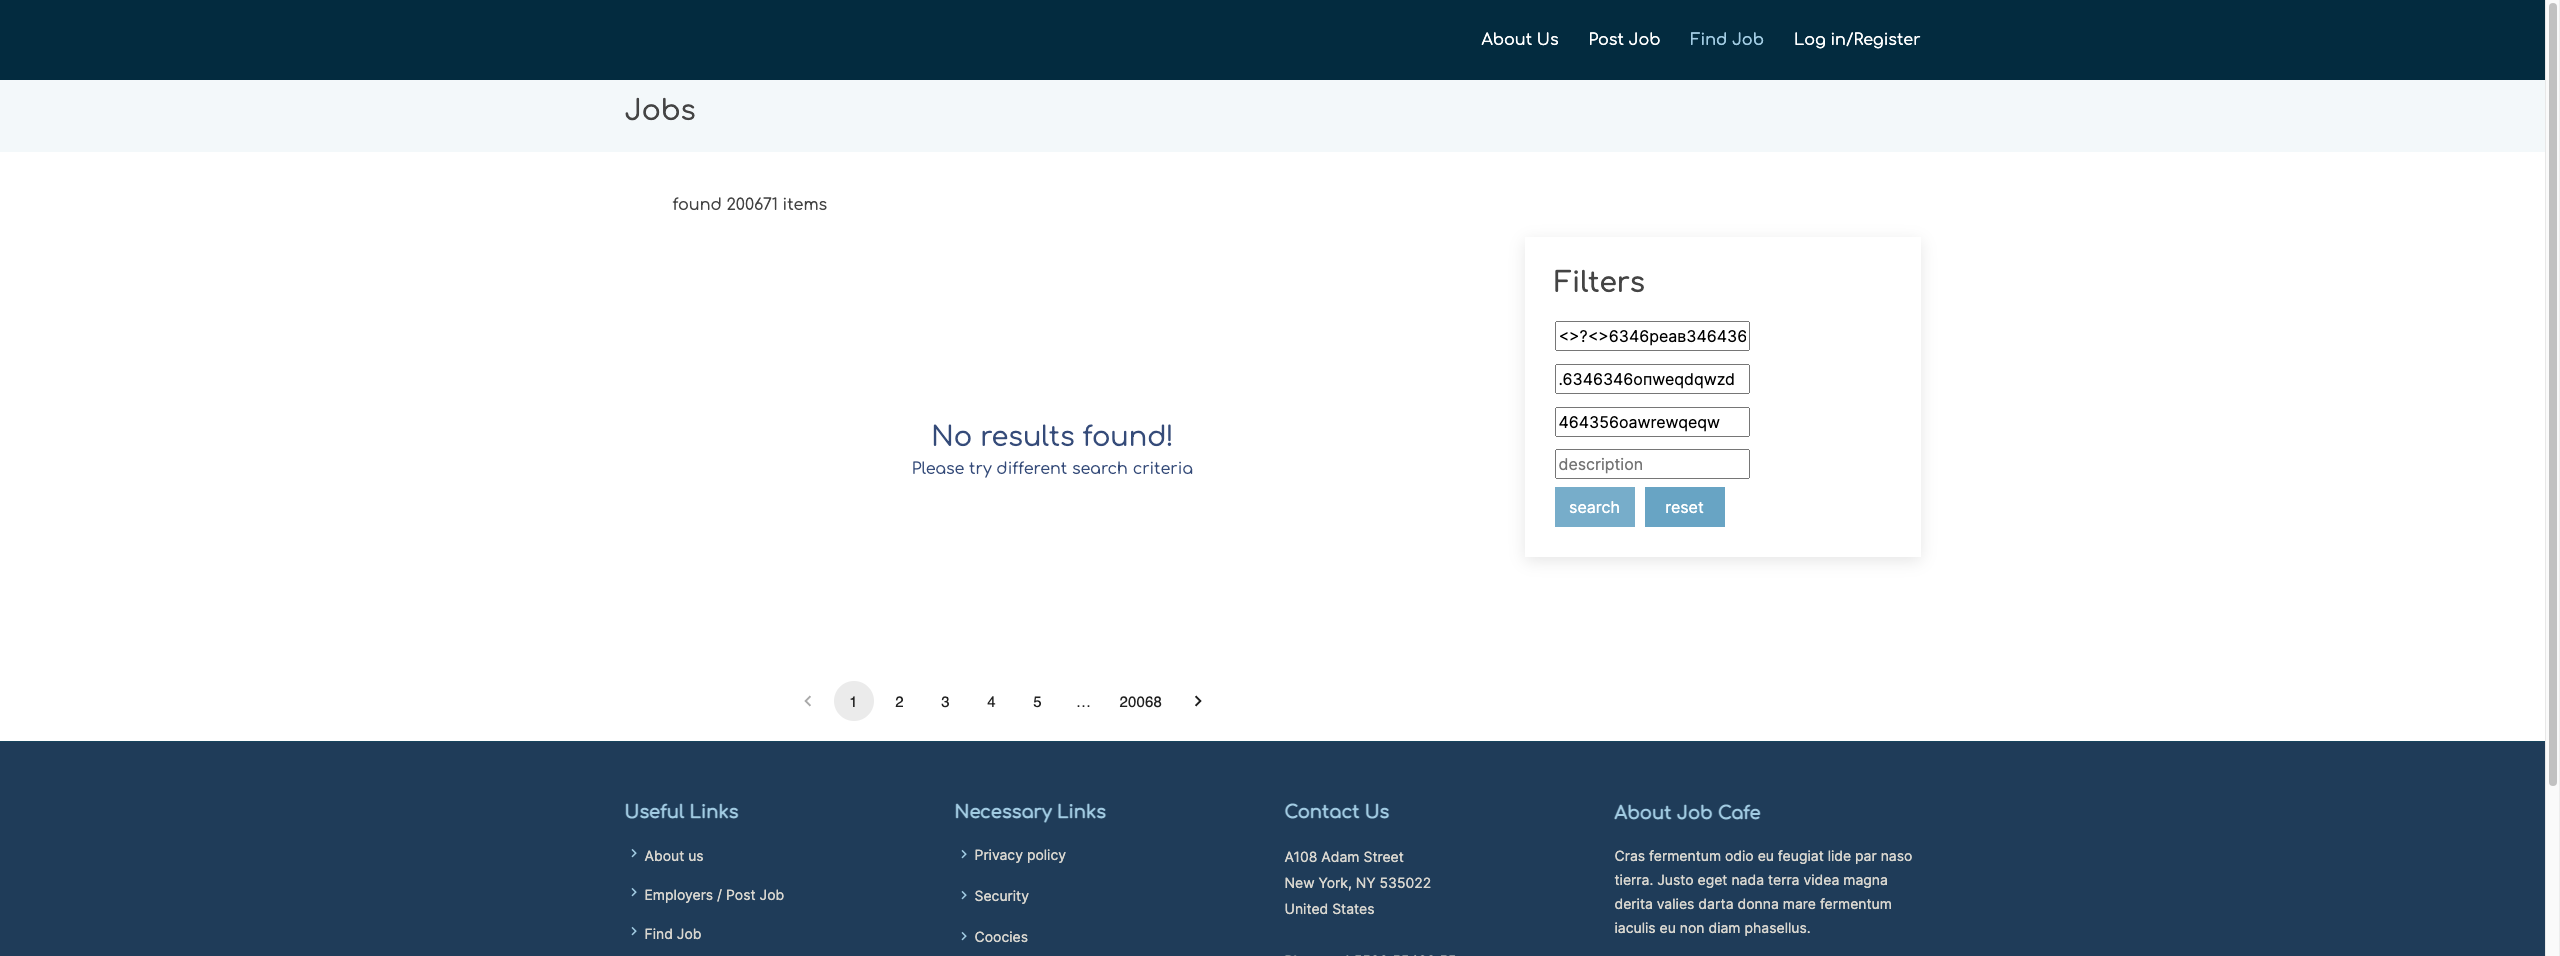 About Us Post Job Find Job Log in/Register
Jobs
found 200671 items
Filters
<>?<>6346реав346436
.6346346опweqdqwzd
464356оаwrewqeqw
description
search reset
No results found!
Please try different search criteria
1 2 3 4 5 … 20068
Useful Links
About us
Employers / Post Job
Find Job
Necessary Links
Privacy policy
Security
Coocies
Contact Us
A108 Adam Street
New York, NY 535022
United States
About Job Cafe
Cras fermentum odio eu feugiat lide par naso
tierra. Justo eget nada terra videa magna
derita valies darta donna mare fermentum
iaculis eu non diam phasellus.